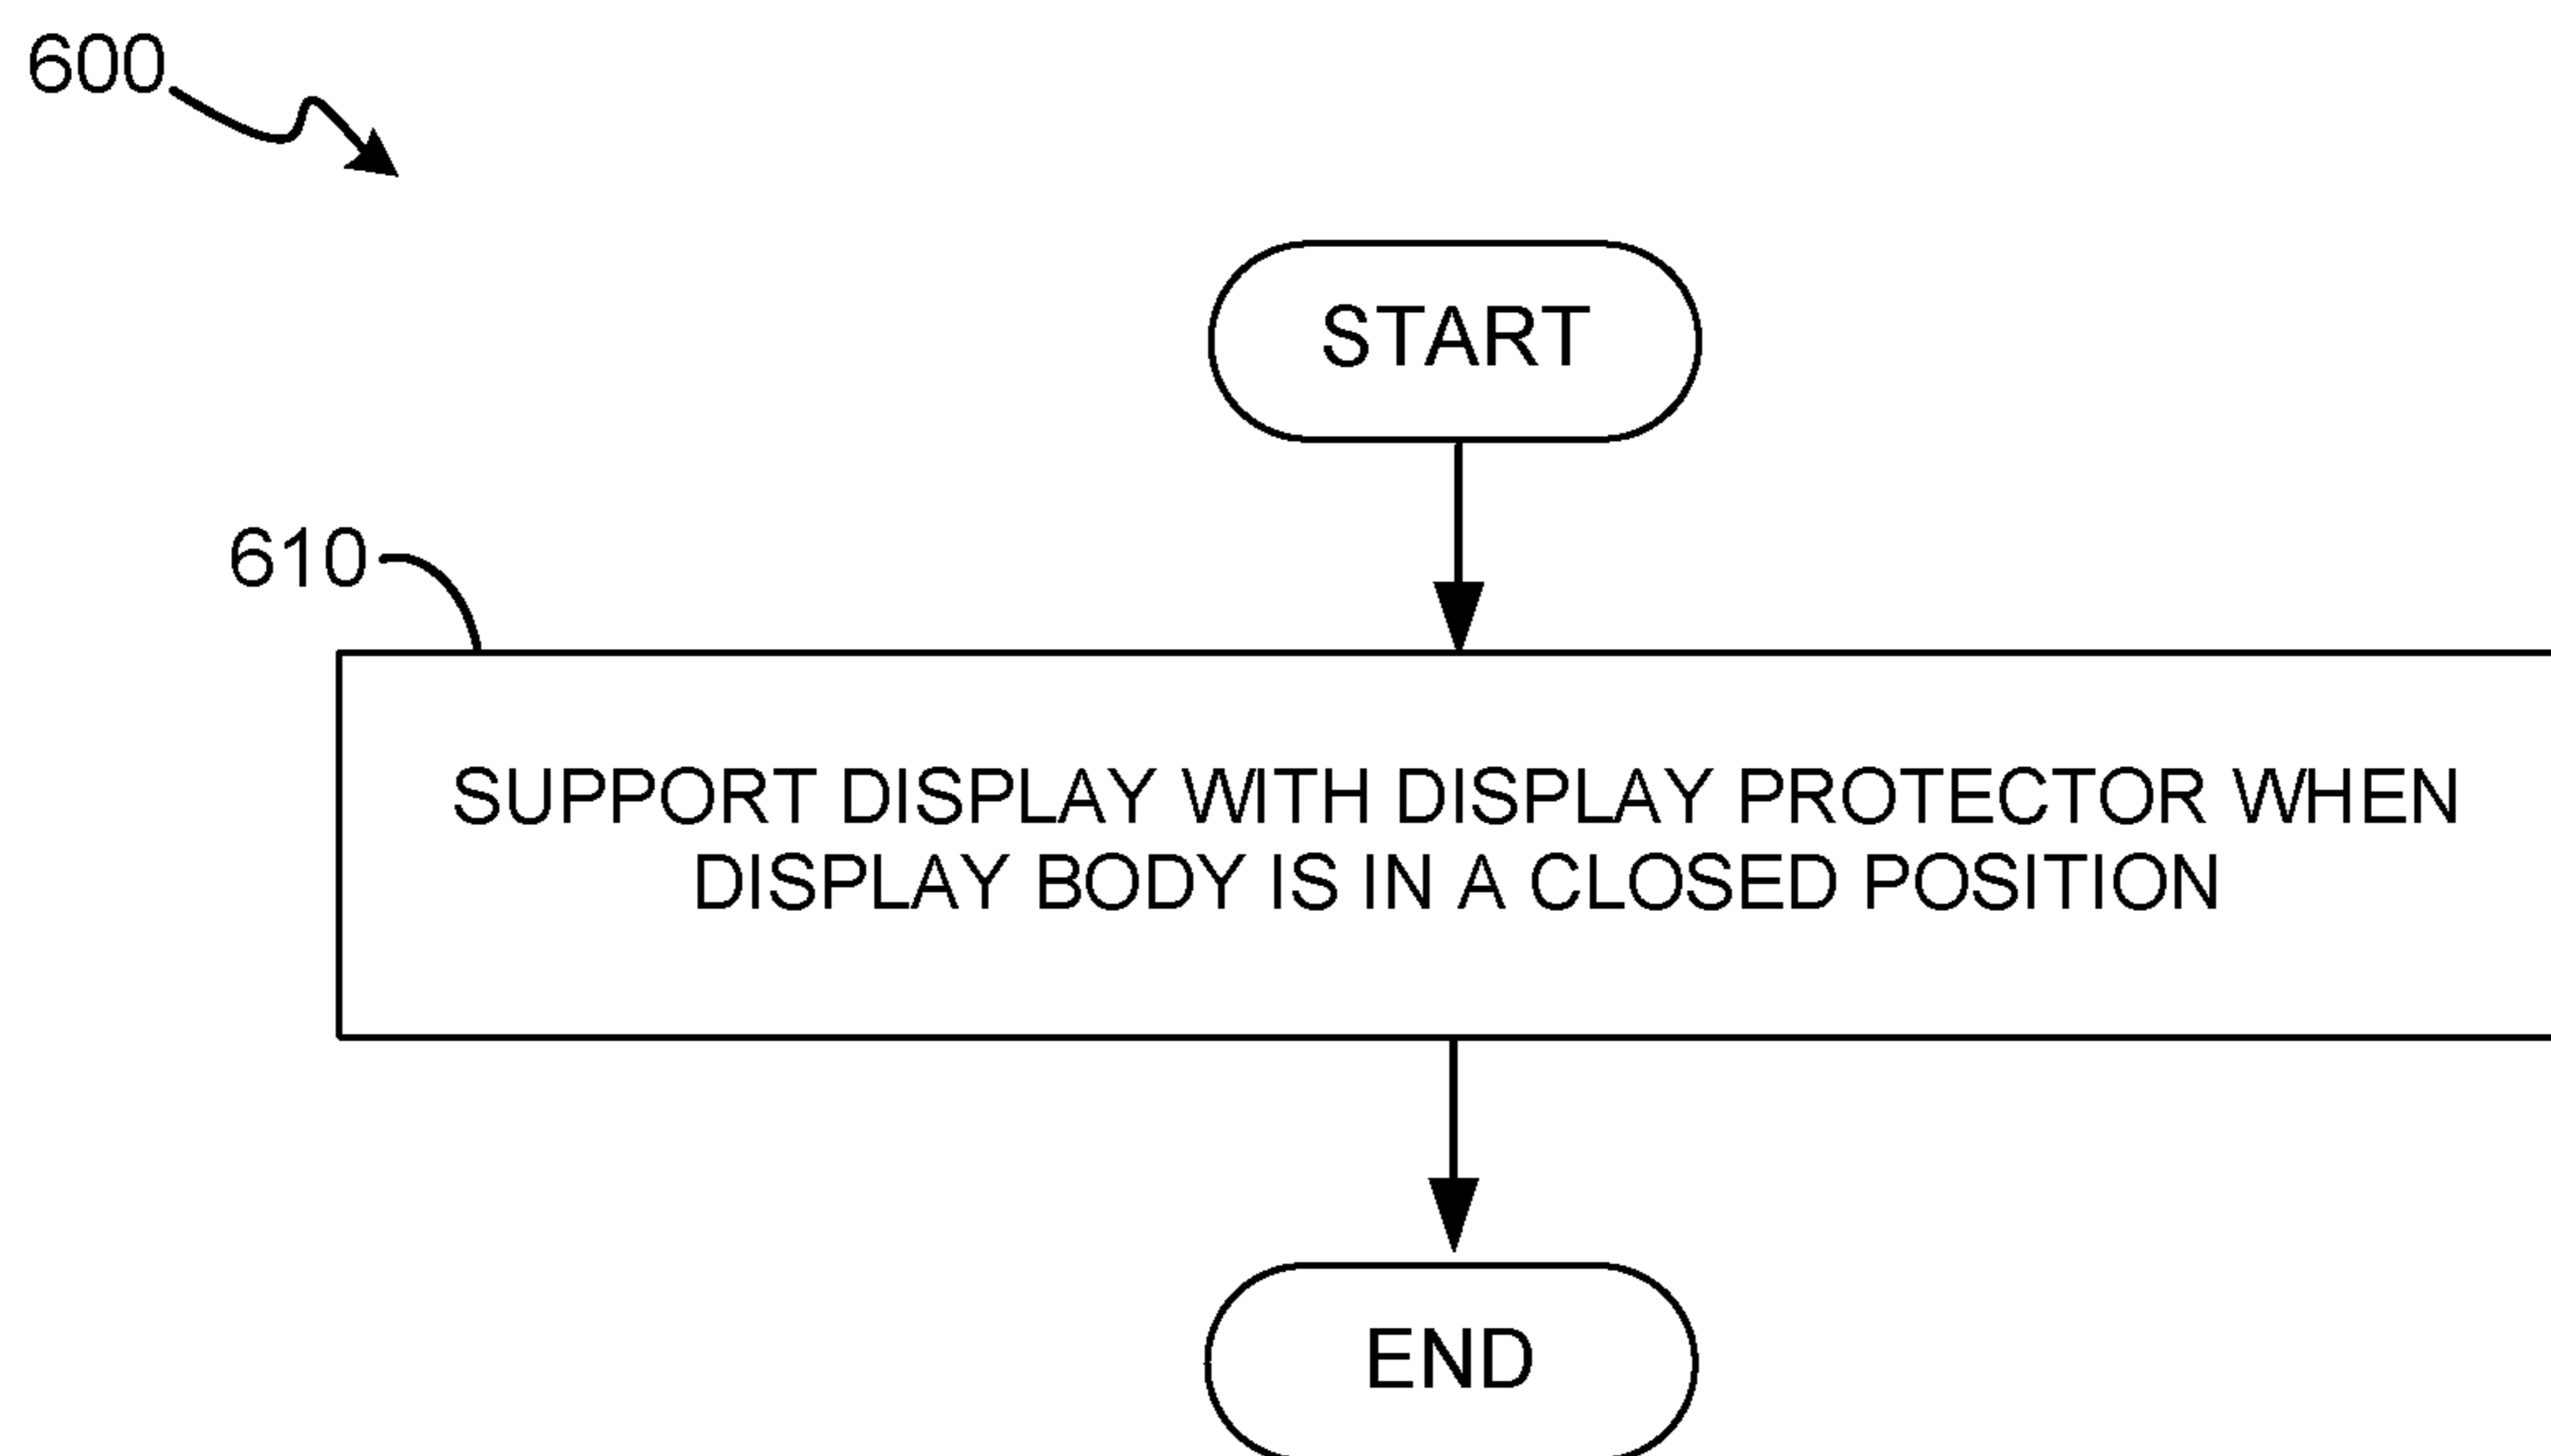 600
START
610
SUPPORT DISPLAY WITH DISPLAY PROTECTOR WHEN
DISPLAY BODY IS IN A CLOSED POSITION
END